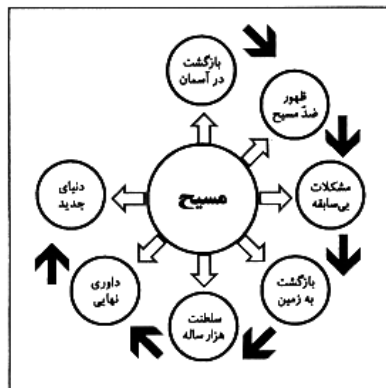 بازگشت
در آسمان
ظهور
ضدّ مسیح
مشکلات
بی‌سابقه
بازگشت
به زمین
سلطنت
هزار ساله
داوری
نهایی
دنیای
جدید
مسیح